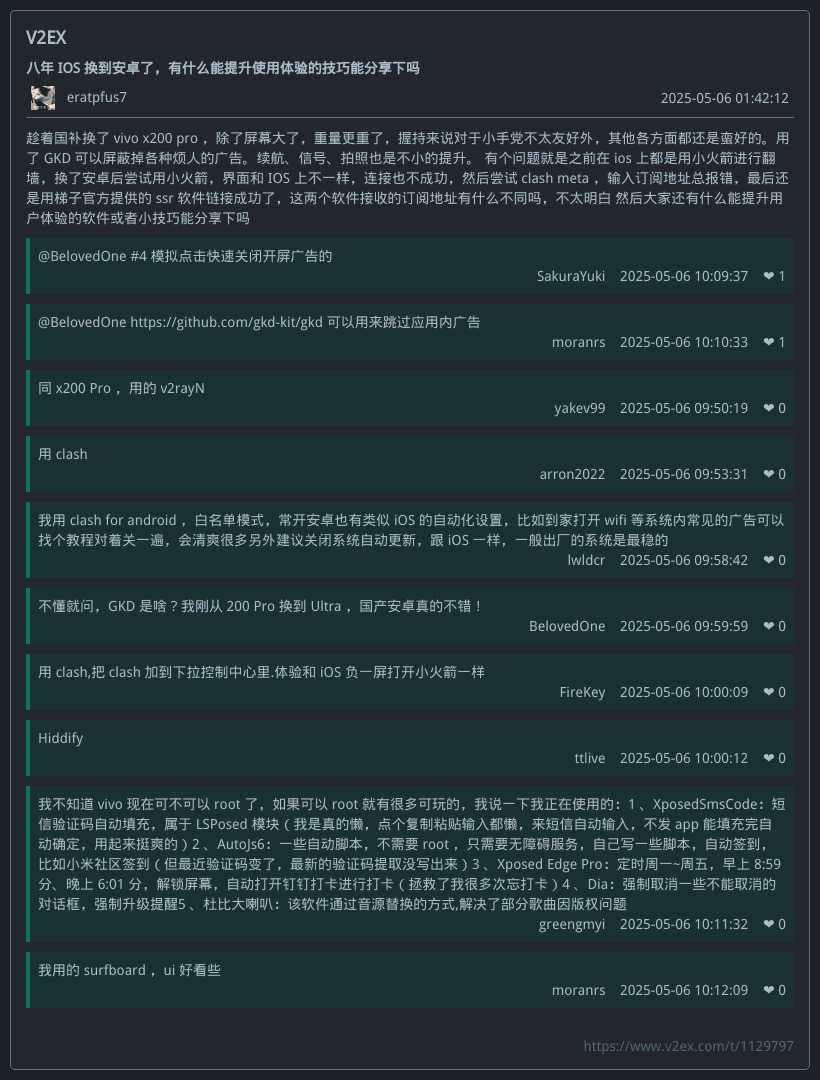 V2EX
八年 IOS 换到安卓了，有什么能提升使用体验的技巧能分享下吗
eratpfus7
2025-05-06 01:42:12
趁着国补换了 vivo x200 pro ，除了屏幕大了，重量更重了，握持来说对于小手党不太友好外，其他各方面都还是蛮好的。用
了 GKD 可以屏蔽掉各种烦人的广告。续航、信号、拍照也是不小的提升。 有个问题就是之前在 ios 上都是用小火箭进行翻
墙，换了安卓后尝试用小火箭，界面和 IOS 上不一样，连接也不成功，然后尝试 clash meta ，输入订阅地址总报错，最后还
是用梯子官方提供的 ssr 软件链接成功了，这两个软件接收的订阅地址有什么不同吗，不太明白 然后大家还有什么能提升用
户体验的软件或者小技巧能分享下吗
@BelovedOne #4 模拟点击快速关闭开屏广告的
SakuraYuki 2025-05-06 10:09:37 ❤ 1
@BelovedOne https://github.com/gkd-kit/gkd 可以用来跳过应用内广告
moranrs 2025-05-06 10:10:33 ❤ 1
同 x200 Pro ，用的 v2rayN
yakev99 2025-05-06 09:50:19 ❤ 0
用 clash
arron2022 2025-05-06 09:53:31 ❤ 0
我用 clash for android ，白名单模式，常开安卓也有类似 iOS 的自动化设置，比如到家打开 wifi 等系统内常见的广告可以
找个教程对着关一遍，会清爽很多另外建议关闭系统自动更新，跟 iOS 一样，一般出厂的系统是最稳的
lwldcr 2025-05-06 09:58:42 ❤ 0
不懂就问，GKD 是啥？我刚从 200 Pro 换到 Ultra ，国产安卓真的不错！
BelovedOne 2025-05-06 09:59:59 ❤ 0
用 clash,把 clash 加到下拉控制中心里.体验和 iOS 负一屏打开小火箭一样
FireKey 2025-05-06 10:00:09 ❤ 0
Hiddify
ttlive 2025-05-06 10:00:12 ❤ 0
我不知道 vivo 现在可不可以 root 了，如果可以 root 就有很多可玩的，我说一下我正在使用的：1 、XposedSmsCode：短
信验证码自动填充，属于 LSPosed 模块（ 我是真的懒，点个复制粘贴输入都懒，来短信自动输入，不发 app 能填充完自
动确定，用起来挺爽的 ）2 、AutoJs6：一些自动脚本，不需要 root ，只需要无障碍服务，自己写一些脚本，自动签到，
比如小米社区签到（ 但最近验证码变了，最新的验证码提取没写出来 ）3 、Xposed Edge Pro：定时周一~周五，早上 8:59
分、晚上 6:01 分，解锁屏幕，自动打开钉钉打卡进行打卡（ 拯救了我很多次忘打卡 ）4 、Dia：强制取消一些不能取消的
对话框，强制升级提醒5 、杜比大喇叭：该软件通过音源替换的方式,解决了部分歌曲因版权问题
greengmyi 2025-05-06 10:11:32 ❤ 0
我用的 surfboard ，ui 好看些
moranrs 2025-05-06 10:12:09 ❤ 0
https://www.v2ex.com/t/1129797